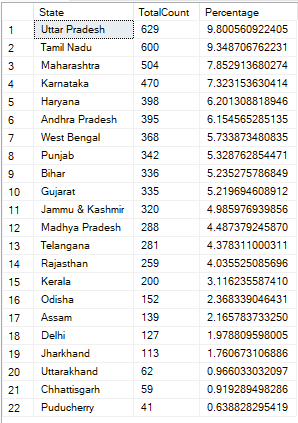 State TotalCount Percentage
1 Uttar Pradesh 629 9.800560922405
2 Tamil Nadu 600 9.348706762231
3 Maharashtra 504 7.852913680274
4 Karnataka 470 7.323153630414
5 Haryana 398 6.201308818946
6 Andhra Pradesh 395 6.154565285135
7 West Bengal 368 5.733873480835
8 Punjab 342 5.328762854471
9 Bihar 336 5.235275786849
10 Gujarat 335 5.219694608912
11 Jammu & Kashmir 320 4.985976939856
12 Madhya Pradesh 288 4.487379245870
13 Telangana 281 4.378311000311
14 Rajasthan 259 4.035525085696
15 Kerala 200 3.116235587410
16 Odisha 152 2.368339046431
17 Assam 139 2.165783733250
18 Delhi 127 1.978809598005
19 Jharkhand 113 1.760673106886
20 Uttarakhand 62 0.966033032097
21 Chhattisgarh 59 0.919289498286
22 Puducherry 41 0.638828295419